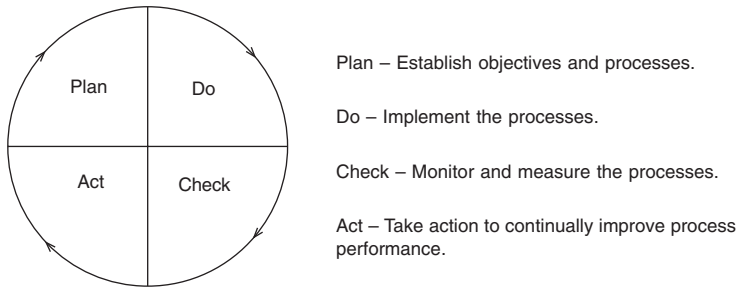 Plan
Do
Act
Check
Plan – Establish objectives and processes.
Do – Implement the processes.
Check – Monitor and measure the processes.
Act – Take action to continually improve process
performance.